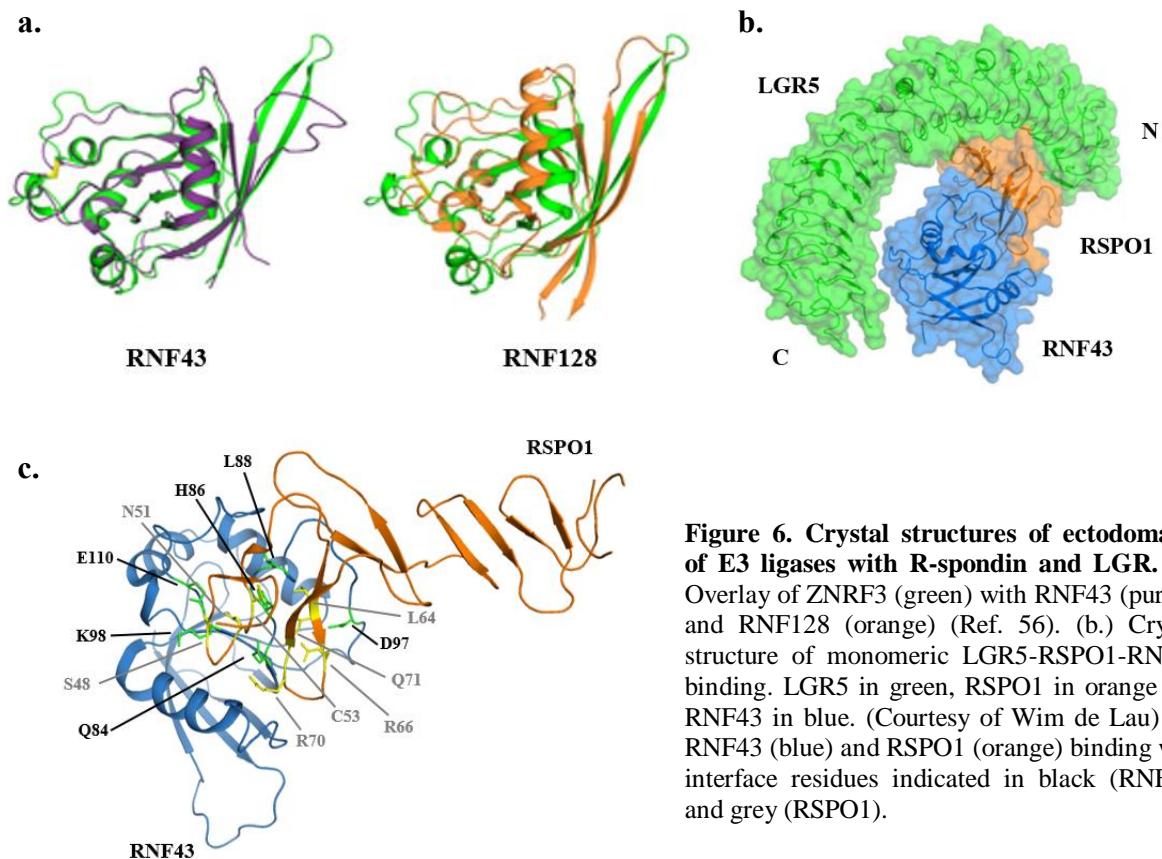 a.
RNF43
RNF128
b.
LGR5
N
RSPO1
RNF43
C
c.
RSPO1
L88
H86
N51
E110
L64
K98
D97
S48
Q71
C53
Q84
R66
R70
RNF43
Figure 6. Crystal structures of ectodoma
of E3 ligases with R-spondin and LGR.
Overlay of ZNRF3 (green) with RNF43 (pur
and RNF128 (orange) (Ref. 56). (b.) Cry
structure of monomeric LGR5-RSPO1-RN
binding. LGR5 in green, RSPO1 in orange
RNF43 in blue. (Courtesy of Wim de Lau)
RNF43 (blue) and RSPO1 (orange) binding w
interface residues indicated in black (RNF
and grey (RSPO1).